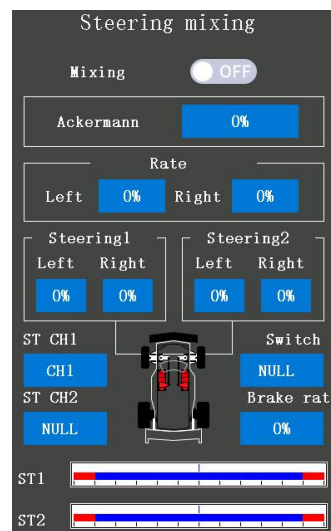 Steering mixing
Mixing OFF
Ackermann 0%
Rate
Left 0% Right 0%
Steering1 Steering2
Left Right Left Right
0% 0% 0% 0%
ST CH1 Switch
CH1 NULL
ST CH2 Brake rat
NULL 0%
ST1
ST2